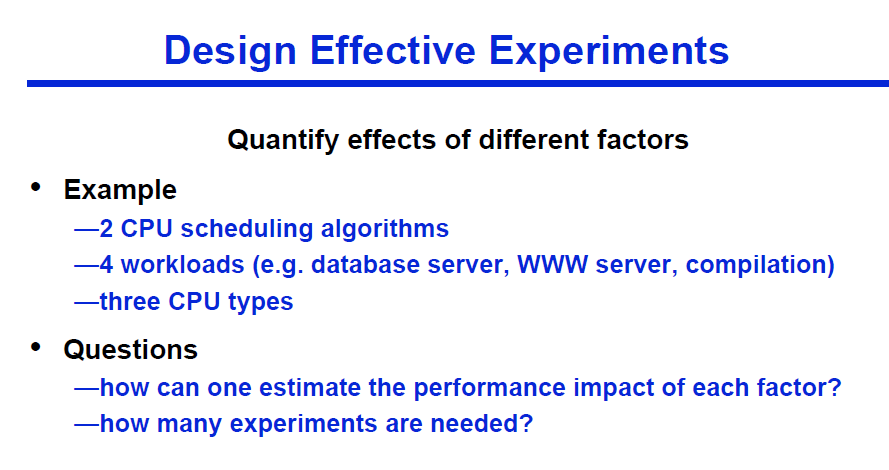 Design Effective Experiments
Quantify effects of different factors
• Example
—2 CPU scheduling algorithms
—4 workloads (e.g. database server, WWW server, compilation)
—three CPU types
• Questions
—how can one estimate the performance impact of each factor?
—how many experiments are needed?